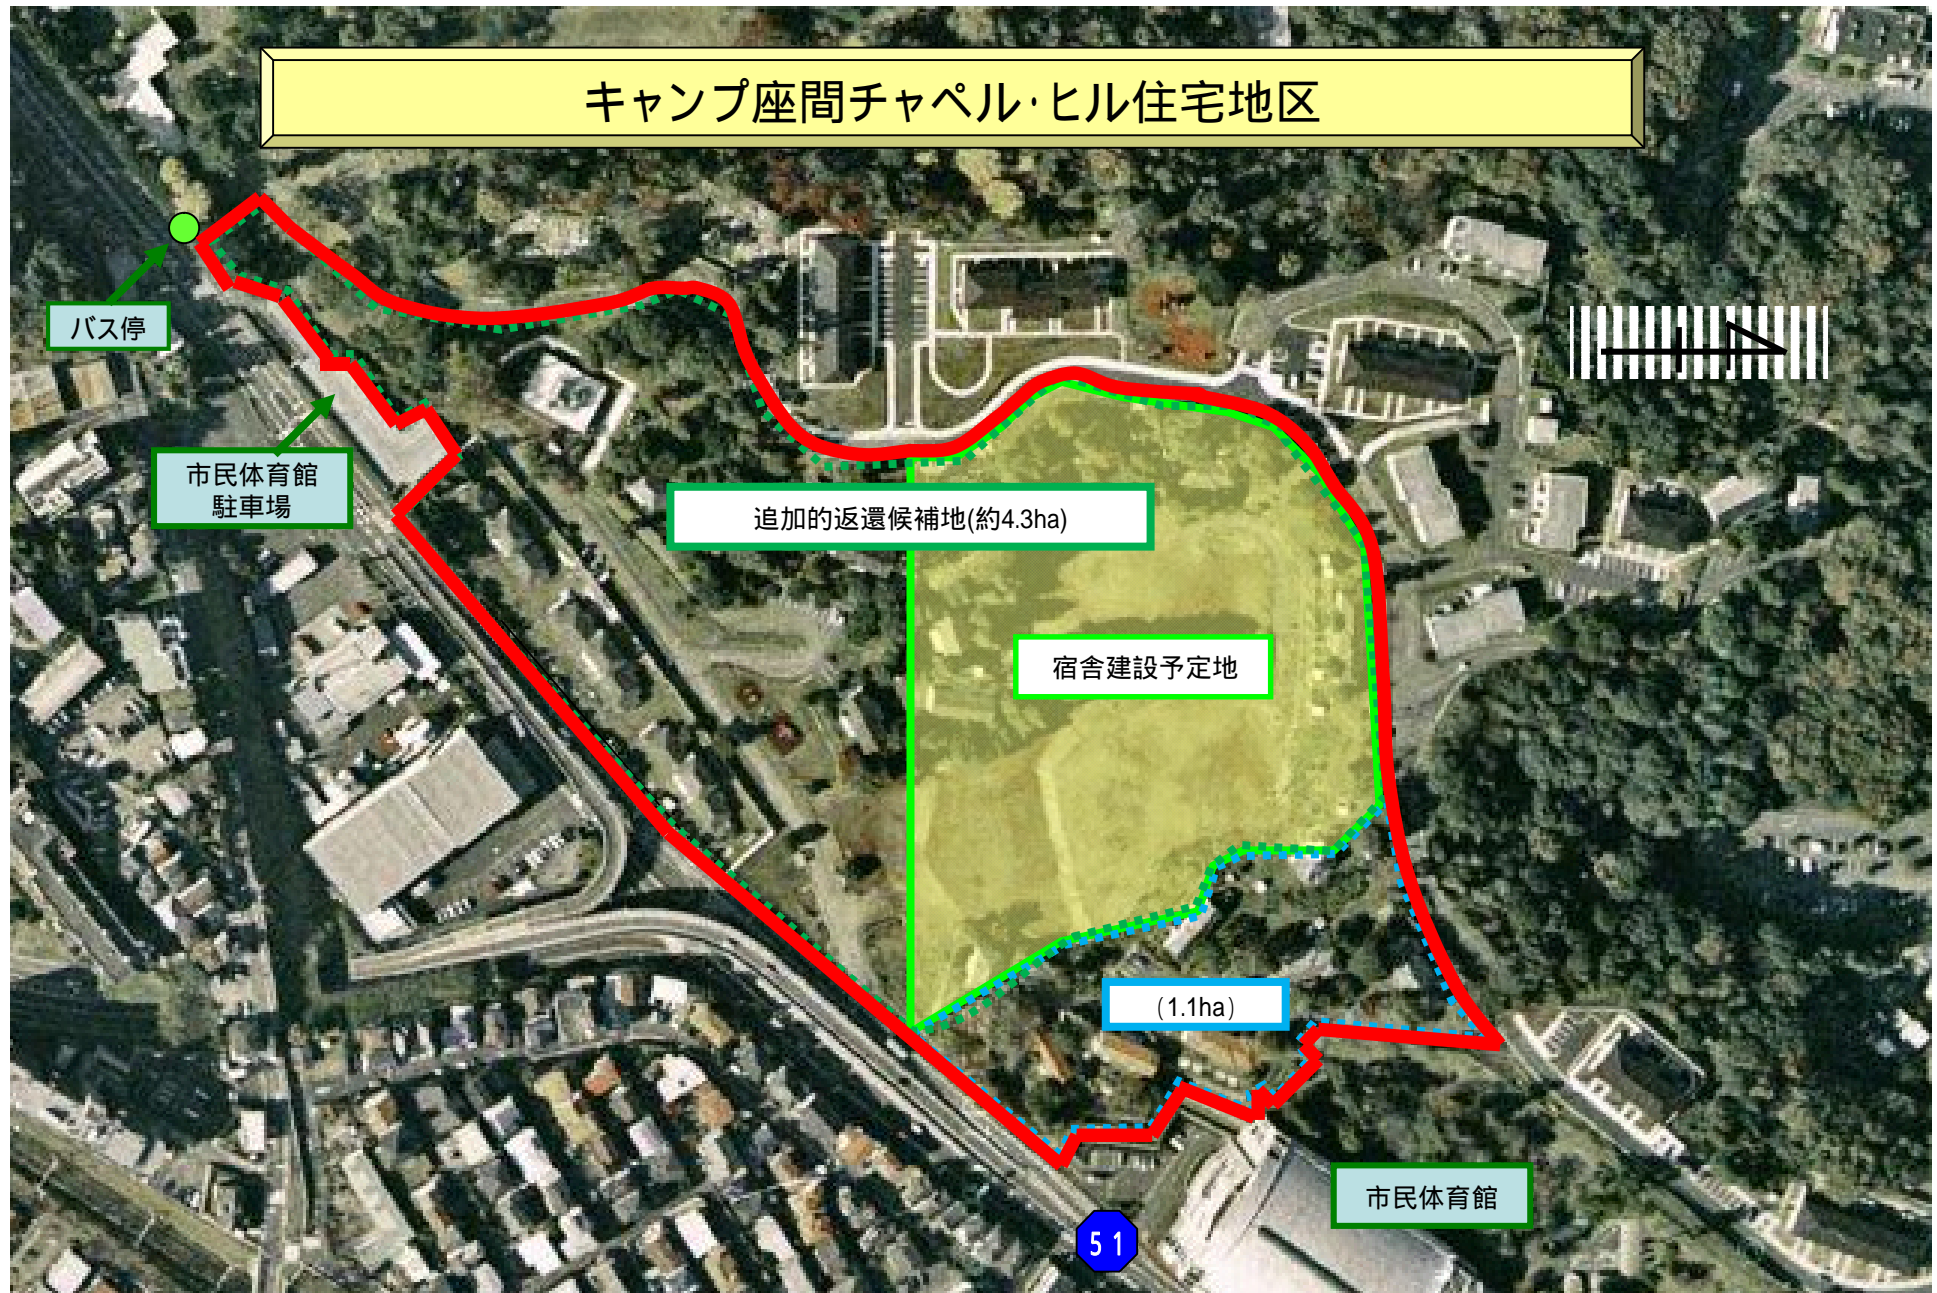 キャンプ座間チャペル・ヒル住宅地区
バス停
市民体育館
駐車場
追加的返還候補地(約4.3ha)
宿舎建設予定地
(1.1ha)
市民体育館
51